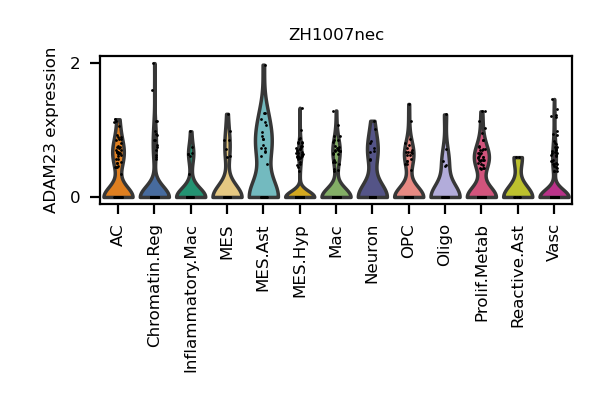 ZH1007nec
ADAM23 expression
2
0
AC
Chromatin.Reg
Inflammatory.Mac
MES
MES.Ast
MES.Hyp
Mac
Neuron
OPC
Oligo
Prolif.Metab
Reactive.Ast
Vasc